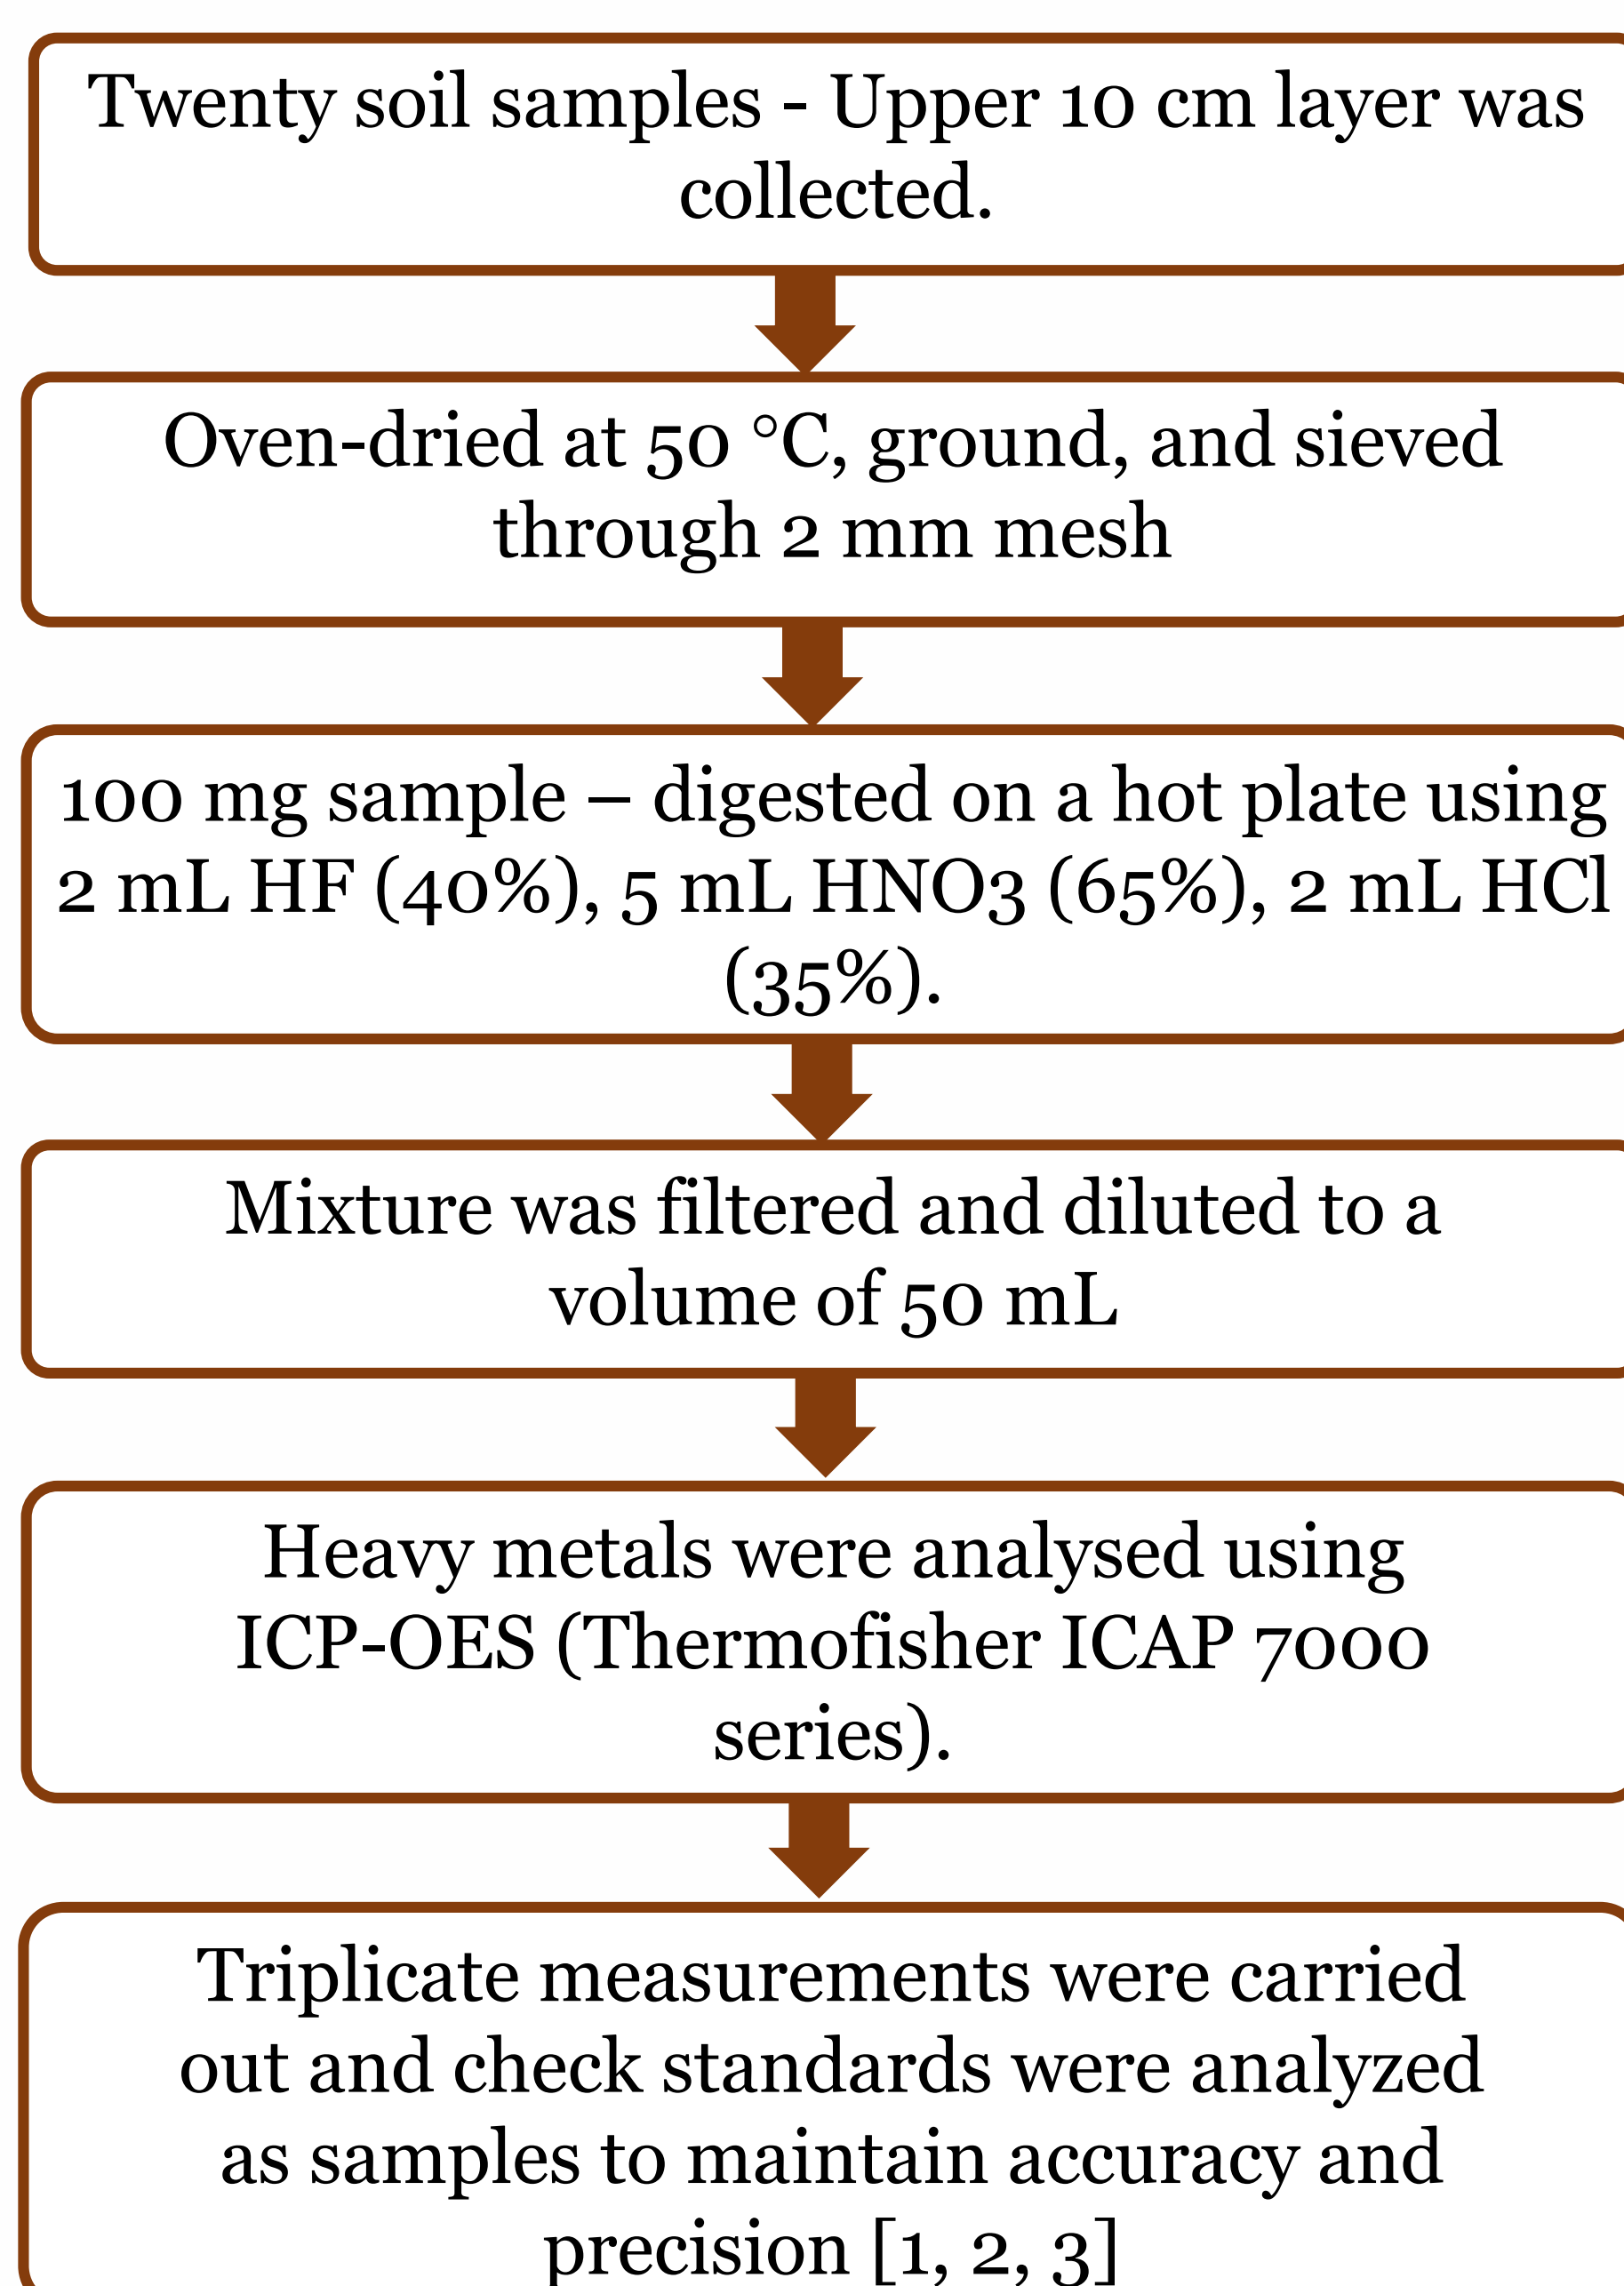 Twenty soil samples - Upper 10 cm layer was
collected.
Oven-dried at 50 °C, ground, and sieved
through 2 mm mesh
100 mg sample – digested on a hot plate using
2 mL HF (40%), 5 mL HNO3 (65%), 2 mL HCl
(35%).
Mixture was filtered and diluted to a
volume of 50 mL
Heavy metals were analysed using
ICP-OES (Thermofisher ICAP 7000
series).
Triplicate measurements were carried
out and check standards were analyzed
as samples to maintain accuracy and
precision [1, 2, 3]